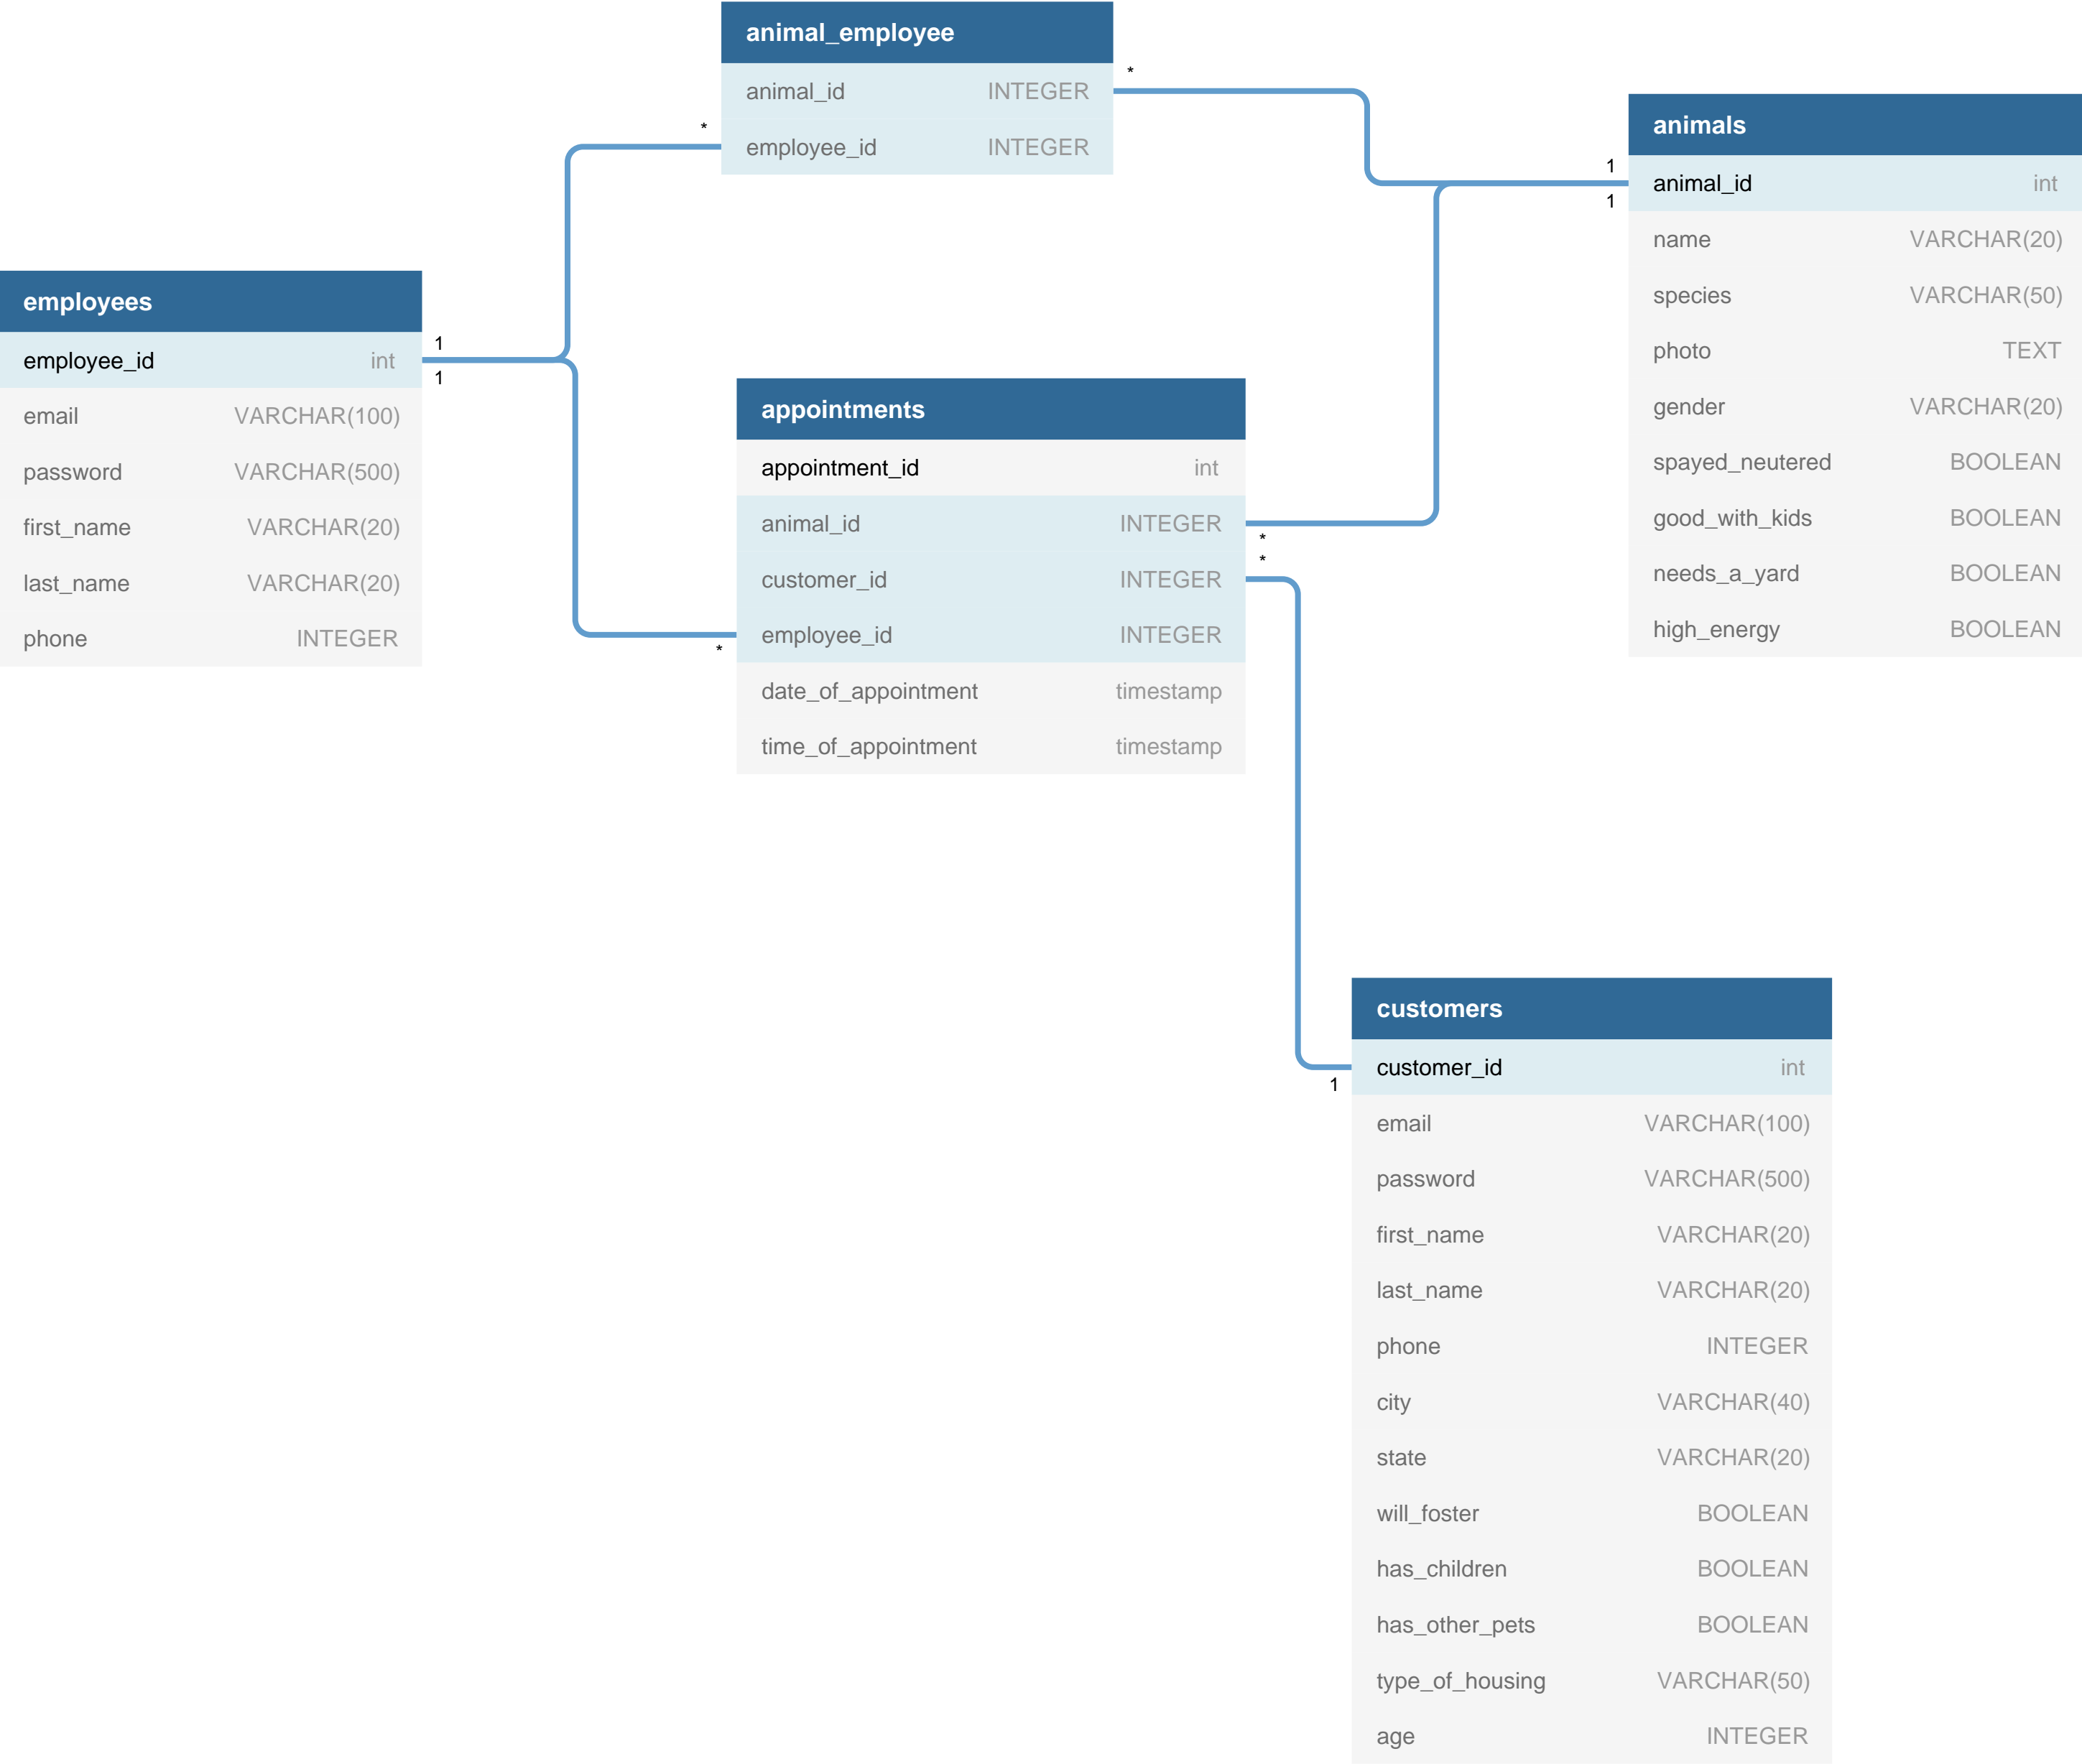 animal_employee
animal_id INTEGER
employee_id INTEGER
*
*
animals
animal_id int
name VARCHAR(20)
species VARCHAR(50)
photo TEXT
gender VARCHAR(20)
spayed_neutered BOOLEAN
good_with_kids BOOLEAN
needs_a_yard BOOLEAN
high_energy BOOLEAN
1
1
employees
employee_id int
email VARCHAR(100)
password VARCHAR(500)
first_name VARCHAR(20)
last_name VARCHAR(20)
phone INTEGER
1
1
appointments
appointment_id int
animal_id INTEGER
customer_id INTEGER
employee_id INTEGER
date_of_appointment timestamp
time_of_appointment timestamp
*
*
*
customers
customer_id int
email VARCHAR(100)
password VARCHAR(500)
first_name VARCHAR(20)
last_name VARCHAR(20)
phone INTEGER
city VARCHAR(40)
state VARCHAR(20)
will_foster BOOLEAN
has_children BOOLEAN
has_other_pets BOOLEAN
type_of_housing VARCHAR(50)
age INTEGER
1